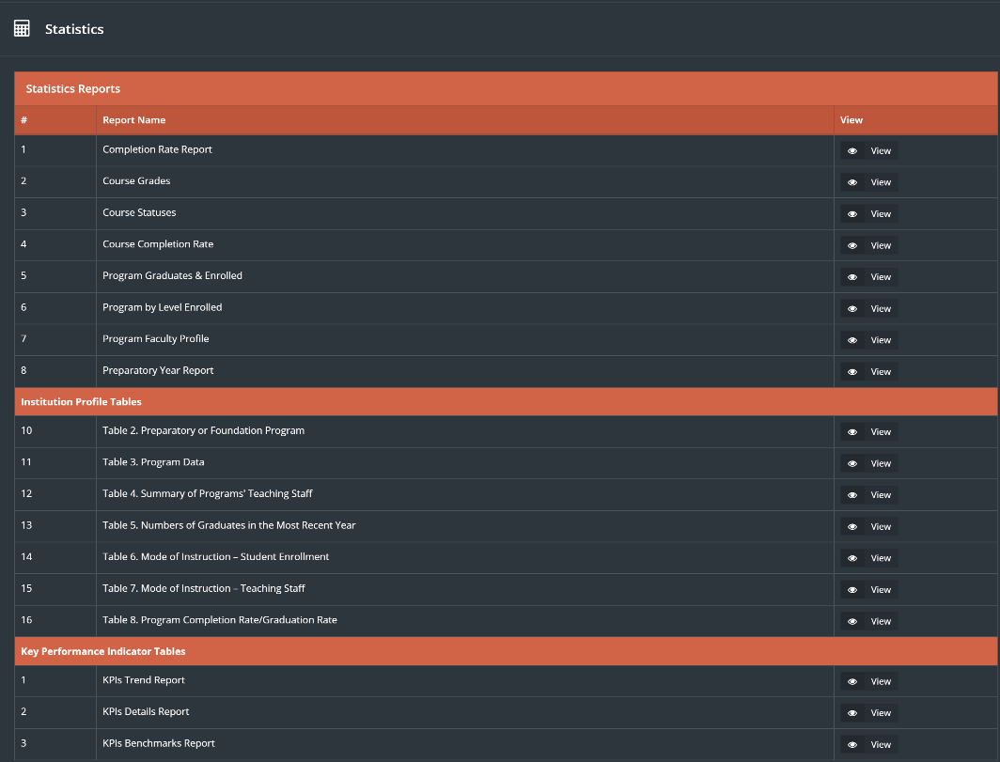 Statistics
Statistics Reports
# Report Name View
1 Completion Rate Report View
2 Course Grades View
3 Course Statuses View
4 Course Completion Rate View
5 Program Graduates & Enrolled View
6 Program by Level Enrolled View
7 Program Faculty Profile View
8 Preparatory Year Report View
Institution Profile Tables
10 Table 2. Preparatory or Foundation Program View
11 Table 3. Program Data View
12 Table 4. Summary of Programs' Teaching Staff View
13 Table 5. Numbers of Graduates in the Most Recent Year View
14 Table 6. Mode of Instruction – Student Enrollment View
15 Table 7. Mode of Instruction – Teaching Staff View
16 Table 8. Program Completion Rate/Graduation Rate View
Key Performance Indicator Tables
1 KPIs Trend Report View
2 KPIs Details Report View
3 KPIs Benchmarks Report View